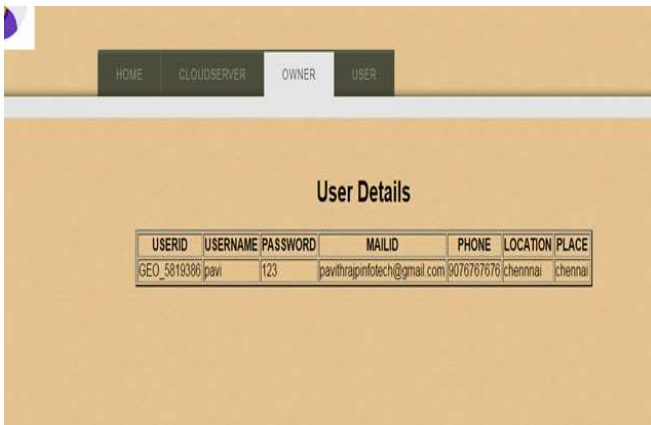 HOME CLOUDSERVER OWNER USER
User Details
USERID USERNAME PASSWORD MAILID PHONE LOCATION PLACE
GEO_5819386 pavi 123 pavithrajpinfotech@gmail.com 9076767676 chennnai chennai